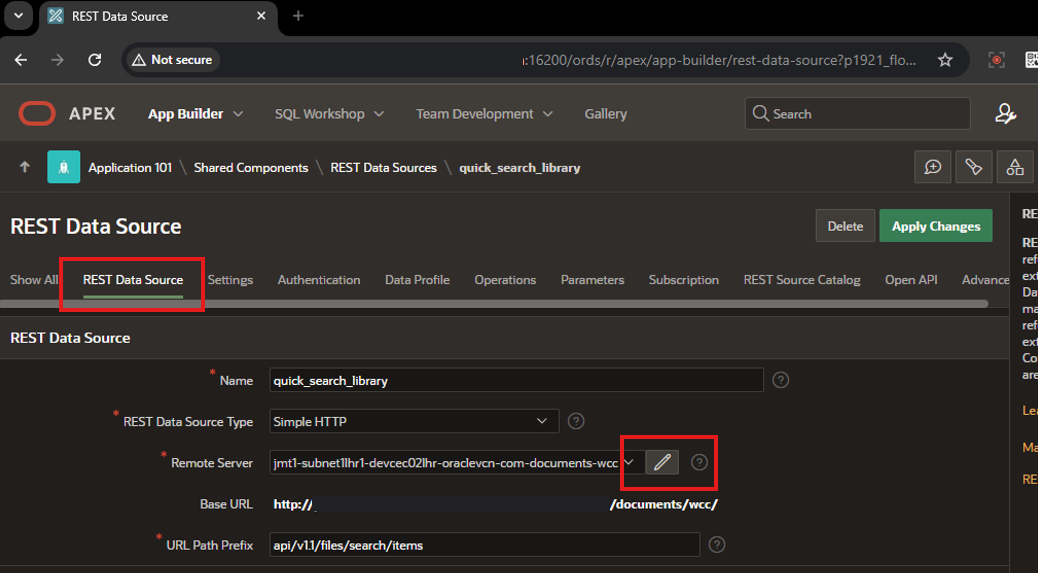 REST Data Source
Not secure
:16200/ords/r/apex/app-builder/rest-data-source?p1921_flo...
APEX
App Builder
SQL Workshop
Team Development
Gallery
Search
Application 101 \ Shared Components \ REST Data Sources \ quick_search_library
REST Data Source
Delete
Apply Changes
Show All
REST Data Source
Settings
Authentication
Data Profile
Operations
Parameters
Subscription
REST Source Catalog
Open API
Advance
REST Data Source
* Name
quick_search_library
* REST Data Source Type
Simple HTTP
* Remote Server
jmt1-subnet1lhr1-devcec02lhr-oraclevcn-com-documents-wcc
Base URL
http:// /documents/wcc/
* URL Path Prefix
api/v1.1/files/search/items
RE
RE
ref
ext
Da
ma
ref
ext
Co
are
Lea
Ma
RE